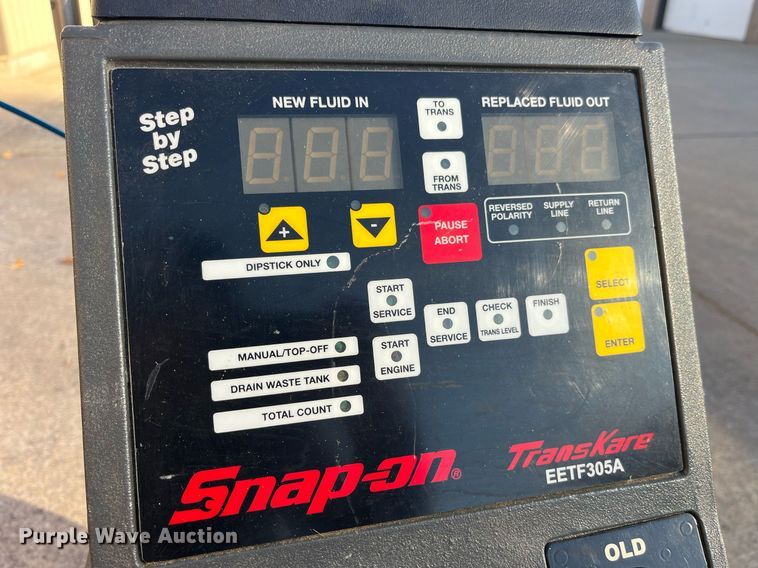 Step
by
Step
NEW FLUID IN
TO
TRANS
REPLACED FLUID OUT
FROM
TRANS
+
-
PAUSE
ABORT
REVERSED
POLARITY
SUPPLY
LINE
RETURN
LINE
DIPSTICK ONLY
SELECT
START
SERVICE
END
SERVICE
CHECK
TRANS LEVEL
FINISH
ENTER
MANUAL/TOP-OFF
START
ENGINE
DRAIN WASTE TANK
TOTAL COUNT
Snap-on®
TransKare
EETF305A
OLD
Purple Wave Auction